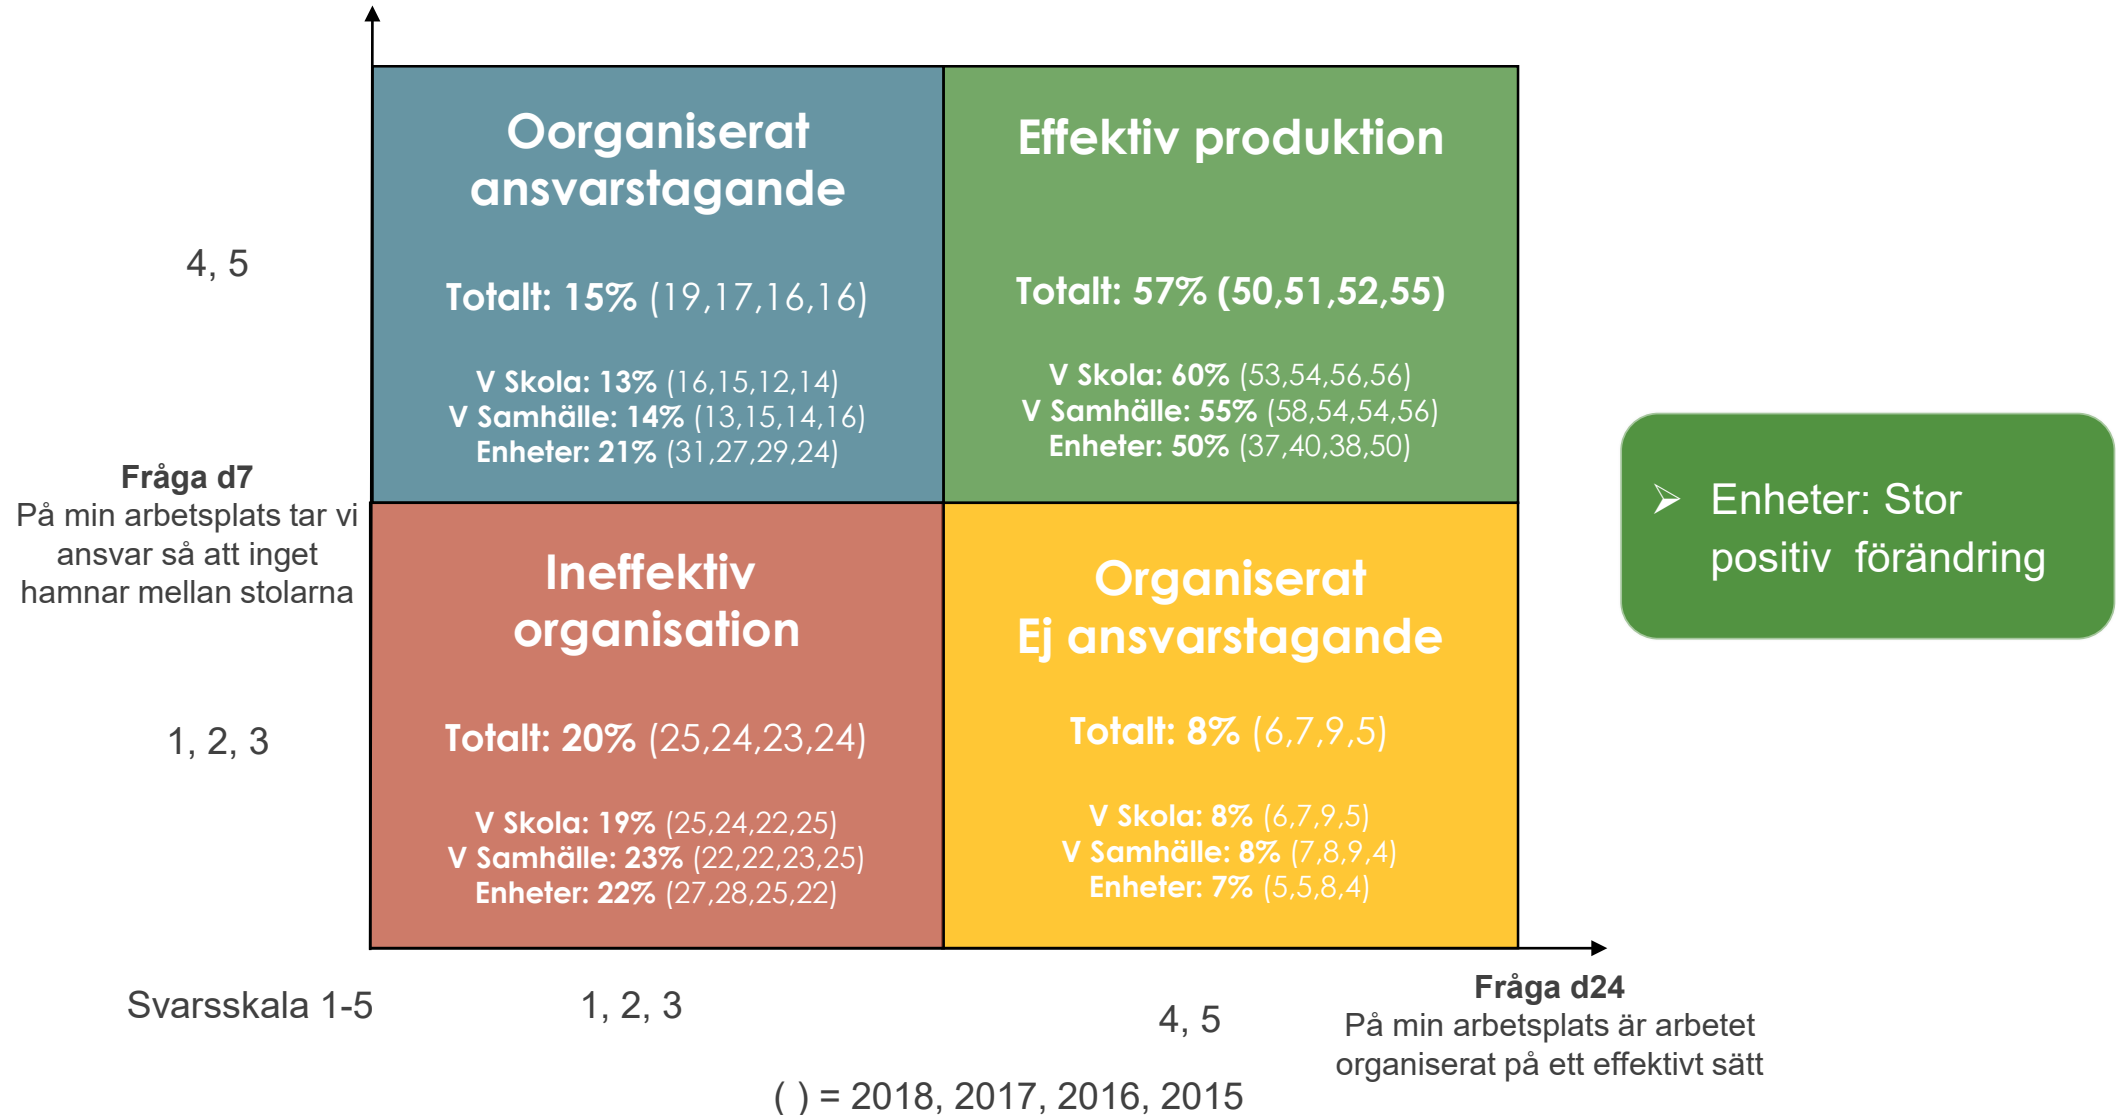 Oorganiserat
ansvarstagande
Totalt: 15% (19,17,16,16)
V Skola: 13% (16,15,12,14)
V Samhälle: 14% (13,15,14,16)
Enheter: 21% (31,27,29,24)
Effektiv produktion
Totalt: 57% (50,51,52,55)
V Skola: 60% (53,54,56,56)
V Samhälle: 55% (58,54,54,56)
Enheter: 50% (37,40,38,50)
4, 5
Fråga d7
På min arbetsplats tar vi
ansvar så att inget
hamnar mellan stolarna
1, 2, 3
Ineffektiv
organisation
Totalt: 20% (25,24,23,24)
V Skola: 19% (25,24,22,25)
V Samhälle: 23% (22,22,23,25)
Enheter: 22% (27,28,25,22)
Organiserat
Ej ansvarstagande
Totalt: 8% (6,7,9,5)
V Skola: 8% (6,7,9,5)
V Samhälle: 8% (7,8,9,4)
Enheter: 7% (5,5,8,4)
➢ Enheter: Stor
positiv förändring
Svarsskala 1-5
1, 2, 3
4, 5
Fråga d24
På min arbetsplats är arbetet
organiserat på ett effektivt sätt
( ) = 2018, 2017, 2016, 2015